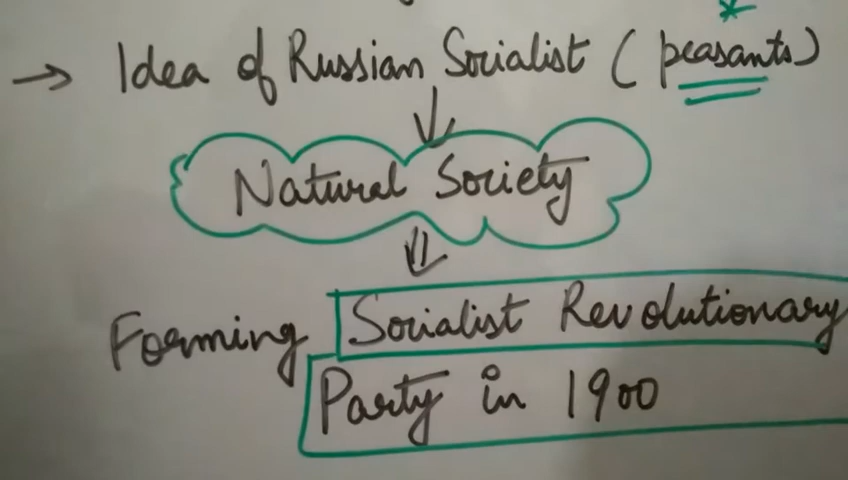 → Idea of Russian Socialist (peasants)
Natural Society
Forming Socialist Revolutionary
Party in 1900